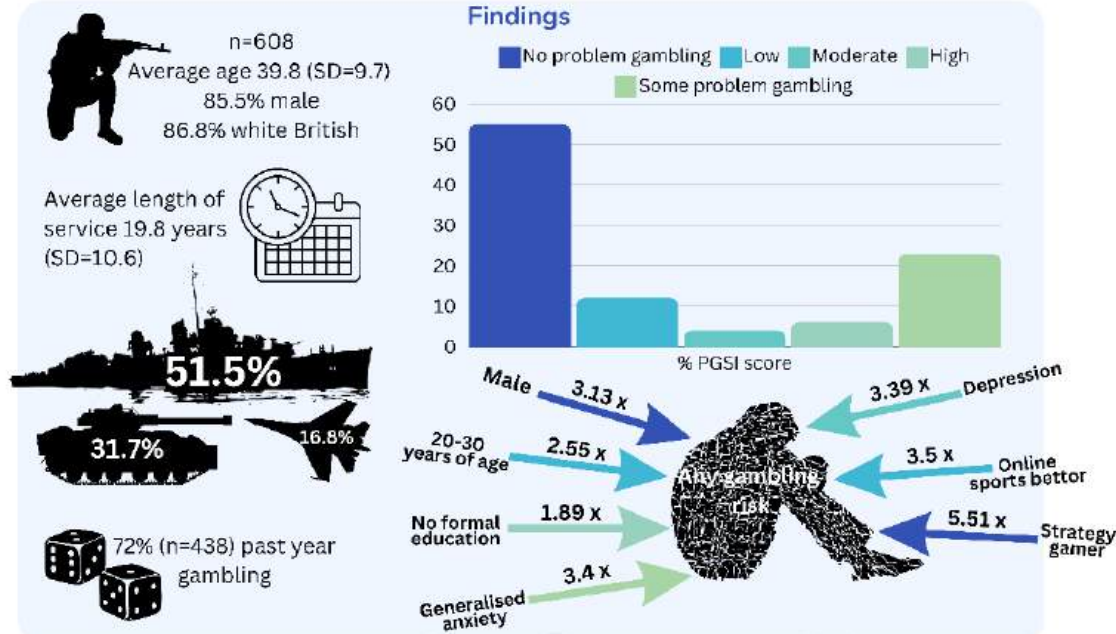 n=608
Average age 39.8 (SD=9.7)
85.5% male
86.8% white British
Average length of
service 19.8 years
(SD=10.6)
51.5%
31.7%
16.8%
72% (n=438) past year
gambling
Findings
No problem gambling
Low
Moderate
High
Some problem gambling
60
50
40
30
20
10
0
% PGSI score
Male
3.13 x
20-30
years of age
2.55 x
No formal
education
1.89 x
Generalised
anxiety
3.4 x
Any gambling
risk
3.39 x
Depression
3.5 x
Online
sports bettor
5.51 x
Strategy
gamer